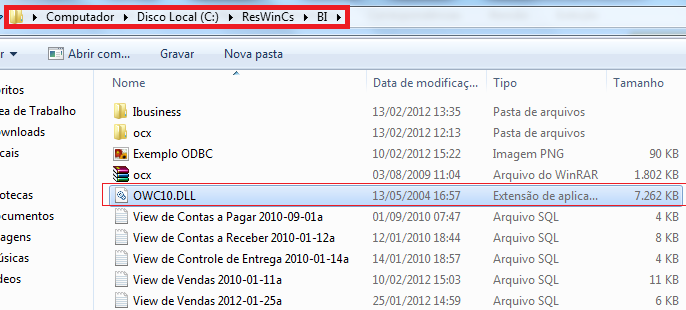 Computador Disco Local (C:) ResWinCs BI
Abrir com... Gravar Nova pasta
Nome Data de modificaç... Tipo Tamanho
ritos
ea de Trabalho
ownloads
cais
otecas
ocumentos
agens
úsicas
deos
Ibusiness 13/02/2012 13:35 Pasta de arquivos
ocx 13/02/2012 12:13 Pasta de arquivos
Exemplo ODBC 10/02/2012 15:22 Imagem PNG 90 KB
ocx 03/08/2009 11:04 Arquivo do WinRAR 1.802 KB
OWC10.DLL 13/05/2004 16:57 Extensão de aplica... 7.262 KB
View de Contas a Pagar 2010-09-01a 01/09/2010 07:47 Arquivo SQL 4 KB
View de Contas a Receber 2010-01-12a 12/01/2010 18:44 Arquivo SQL 8 KB
View de Controle de Entrega 2010-01-14a 14/01/2010 18:57 Arquivo SQL 4 KB
View de Vendas 2010-01-11a 10/02/2012 15:03 Arquivo SQL 11 KB
View de Vendas 2012-01-25a 25/01/2012 14:59 Arquivo SQL 6 KB